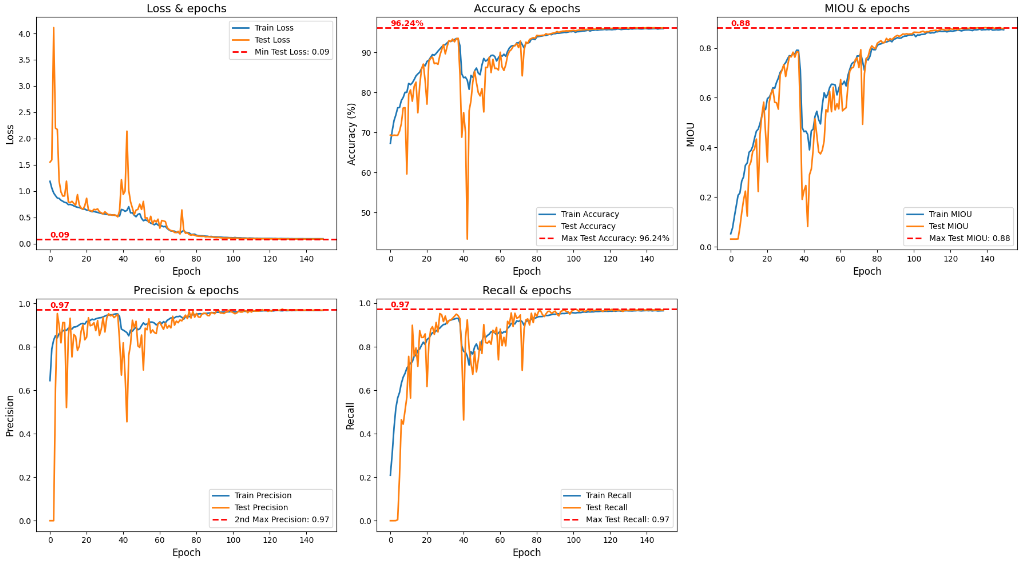 Loss & epochs
4.0
3.5
3.0
2.5
2.0
1.5
1.0
0.5
0.0
Loss
0.09
Train Loss
Test Loss
Min Test Loss: 0.09
0 20 40 60 80 100 120 140
Epoch
Accuracy & epochs
96.24%
90
80
70
60
50
Accuracy (%)
Train Accuracy
Test Accuracy
Max Test Accuracy: 96.24%
0 20 40 60 80 100 120 140
Epoch
MIOU & epochs
0.88
0.8
0.6
0.4
0.2
0.0
MIOU
Train MIOU
Test MIOU
Max Test MIOU: 0.88
0 20 40 60 80 100 120 140
Epoch
Precision & epochs
0.97
1.0
0.8
0.6
0.4
0.2
0.0
Precision
Train Precision
Test Precision
2nd Max Precision: 0.97
0 20 40 60 80 100 120 140
Epoch
Recall & epochs
0.97
1.0
0.8
0.6
0.4
0.2
0.0
Recall
Train Recall
Test Recall
Max Test Recall: 0.97
0 20 40 60 80 100 120 140
Epoch